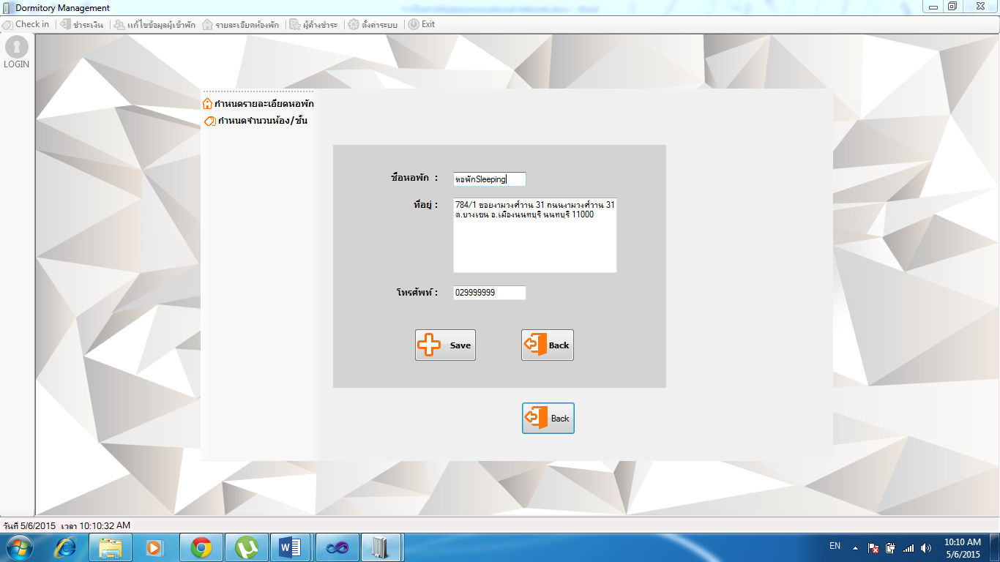 Dormitory Management
Check in ชำระเงิน แก้ไขข้อมูลผู้เข้าพัก รายละเอียดห้องพัก ผู้ค้างชำระ ตั้งค่าระบบ Exit
LOGIN
กำหนดรายละเอียดหอพัก
กำหนดจำนวนห้อง/ชั้น
ชื่อหอพัก :
หอพักSleeping
ที่อยู่ :
784/1 ซอยงามวงศ์วาน 31 ถนนงามวงศ์วาน 31
ต.บางเขน อ.เมืองนนทบุรี นนทบุรี 11000
โทรศัพท์ :
029999999
Save
Back
Back
วันที่ 5/6/2015 เวลา 10:10:32 AM
EN
10:10 AM
5/6/2015